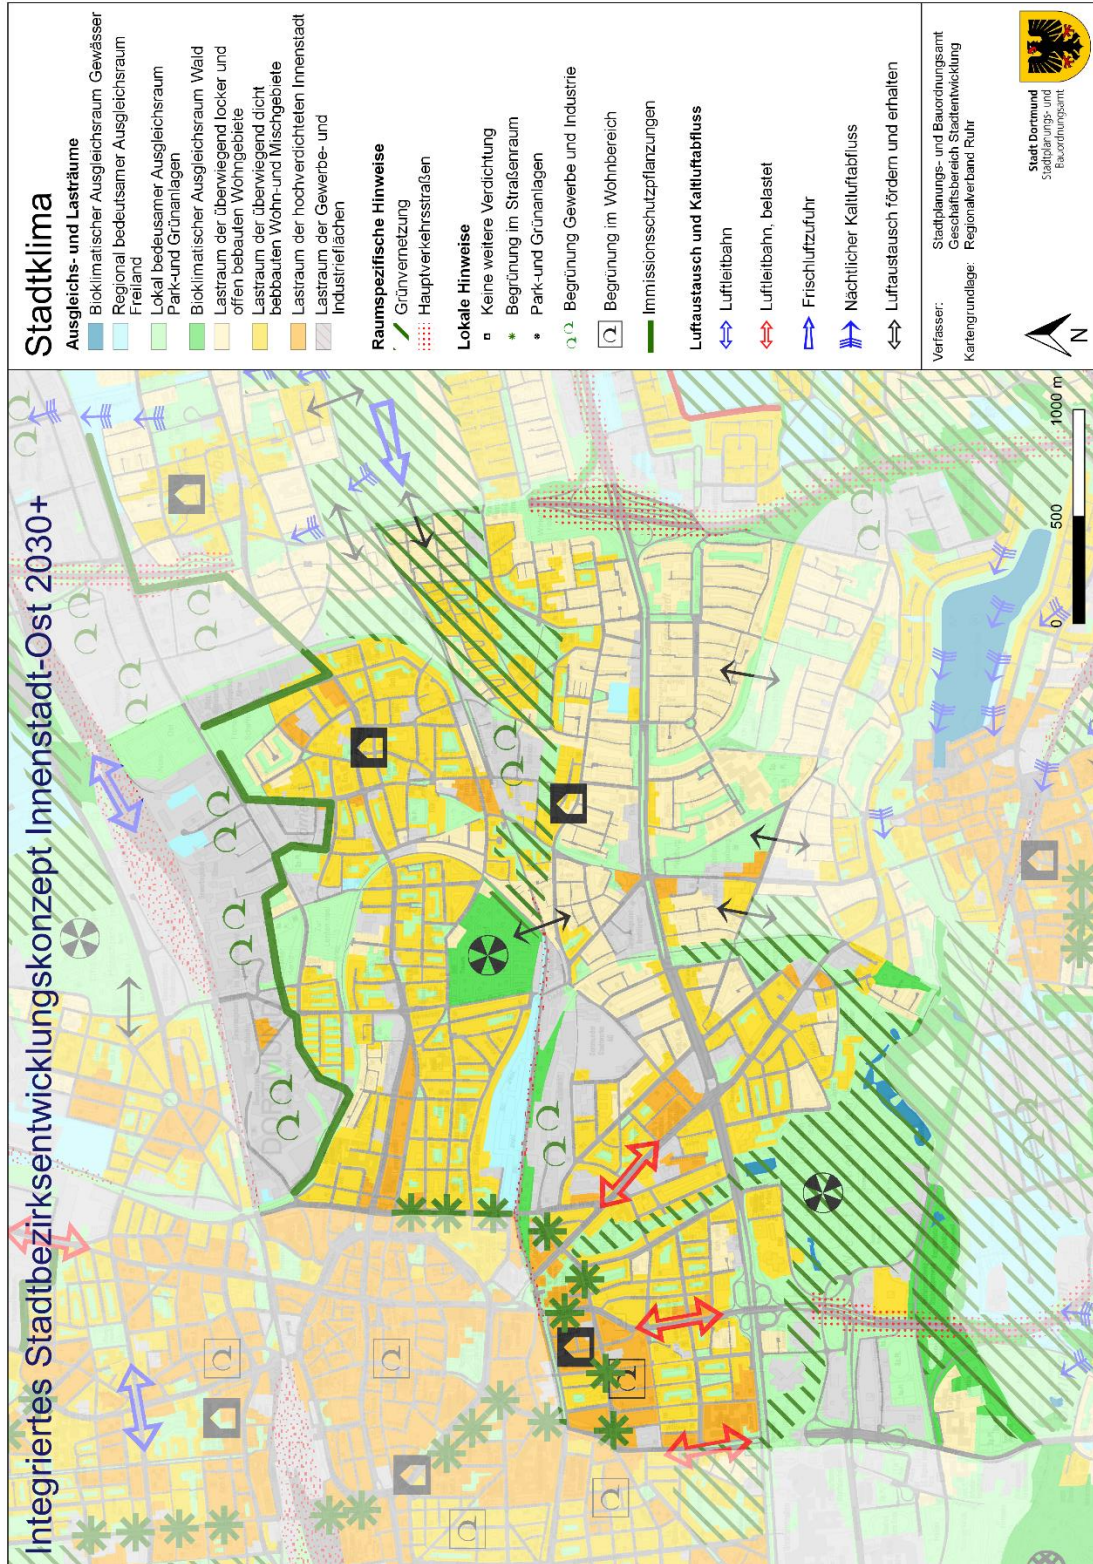 Integriertes Stadtbezirksentwicklungskonzept Innenstadt-Ost 2030+
Stadtklima
Ausgleichs- und Lasträume
Bioklimatischer Ausgleichsraum Gewässer
Regional bedeutsamer Ausgleichsraum
Freiland
Lokal bedeusamer Ausgleichsraum
Park-und Grünanlagen
Bioklimatischer Ausgleichsraum Wald
Lastraum der überwiegend locker und
offen bebauten Wohngebiete
Lastraum der überwiegend dicht
bebbauten Wohn-und Mischgebiete
Lastraum der hochverdichteten Innenstadt
Lastraum der Gewerbe- und
Industrieflächen
Raumspezifische Hinweise
Grünvernetzung
Hauptverkehrsstraßen
Lokale Hinweise
Keine weitere Verdichtung
Begrünung im Straßenraum
Park-und Grünanlagen
Begrünung Gewerbe und Industrie
Begrünung im Wohnbereich
Immissionsschutzpflanzungen
Luftaustausch und Kaltluftabfluss
Luftleitbahn
Luftleitbahn, belastet
Frischluftzufuhr
Nächtlicher Kaltluftabfluss
Luftaustausch fördern und erhalten
Verfasser: Stadtplanungs- und Bauordnungsamt
Geschäftsbereich Stadtentwicklung
Kartengrundlage: Regionalverband Ruhr
N
Stadt Dortmund
Stadtplanungs- und
Bauordnungsamt
0 500 1000 m